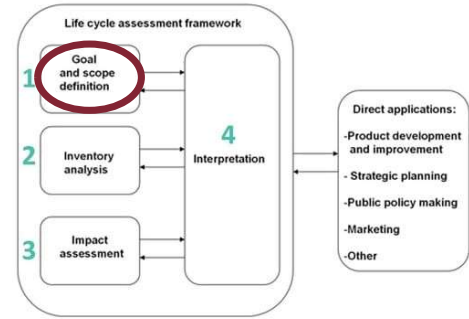 Life cycle assessment framework
1
Goal
and scope
definition
2
Inventory
analysis
3
Impact
assessment
4
Interpretation
Direct applications:
-Product development
and improvement
- Strategic planning
-Public policy making
-Marketing
-Other